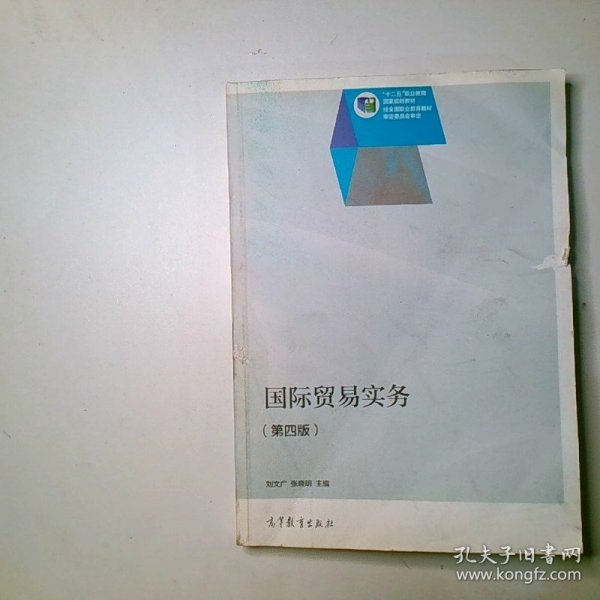 “十二五”职业教育
国家规划教材
经全国职业教育教材
审定委员会审定
国际贸易实务
（第四版）
刘文广 张晓明 主编
高等教育出版社
孔夫子旧书网
www.kongfz.com